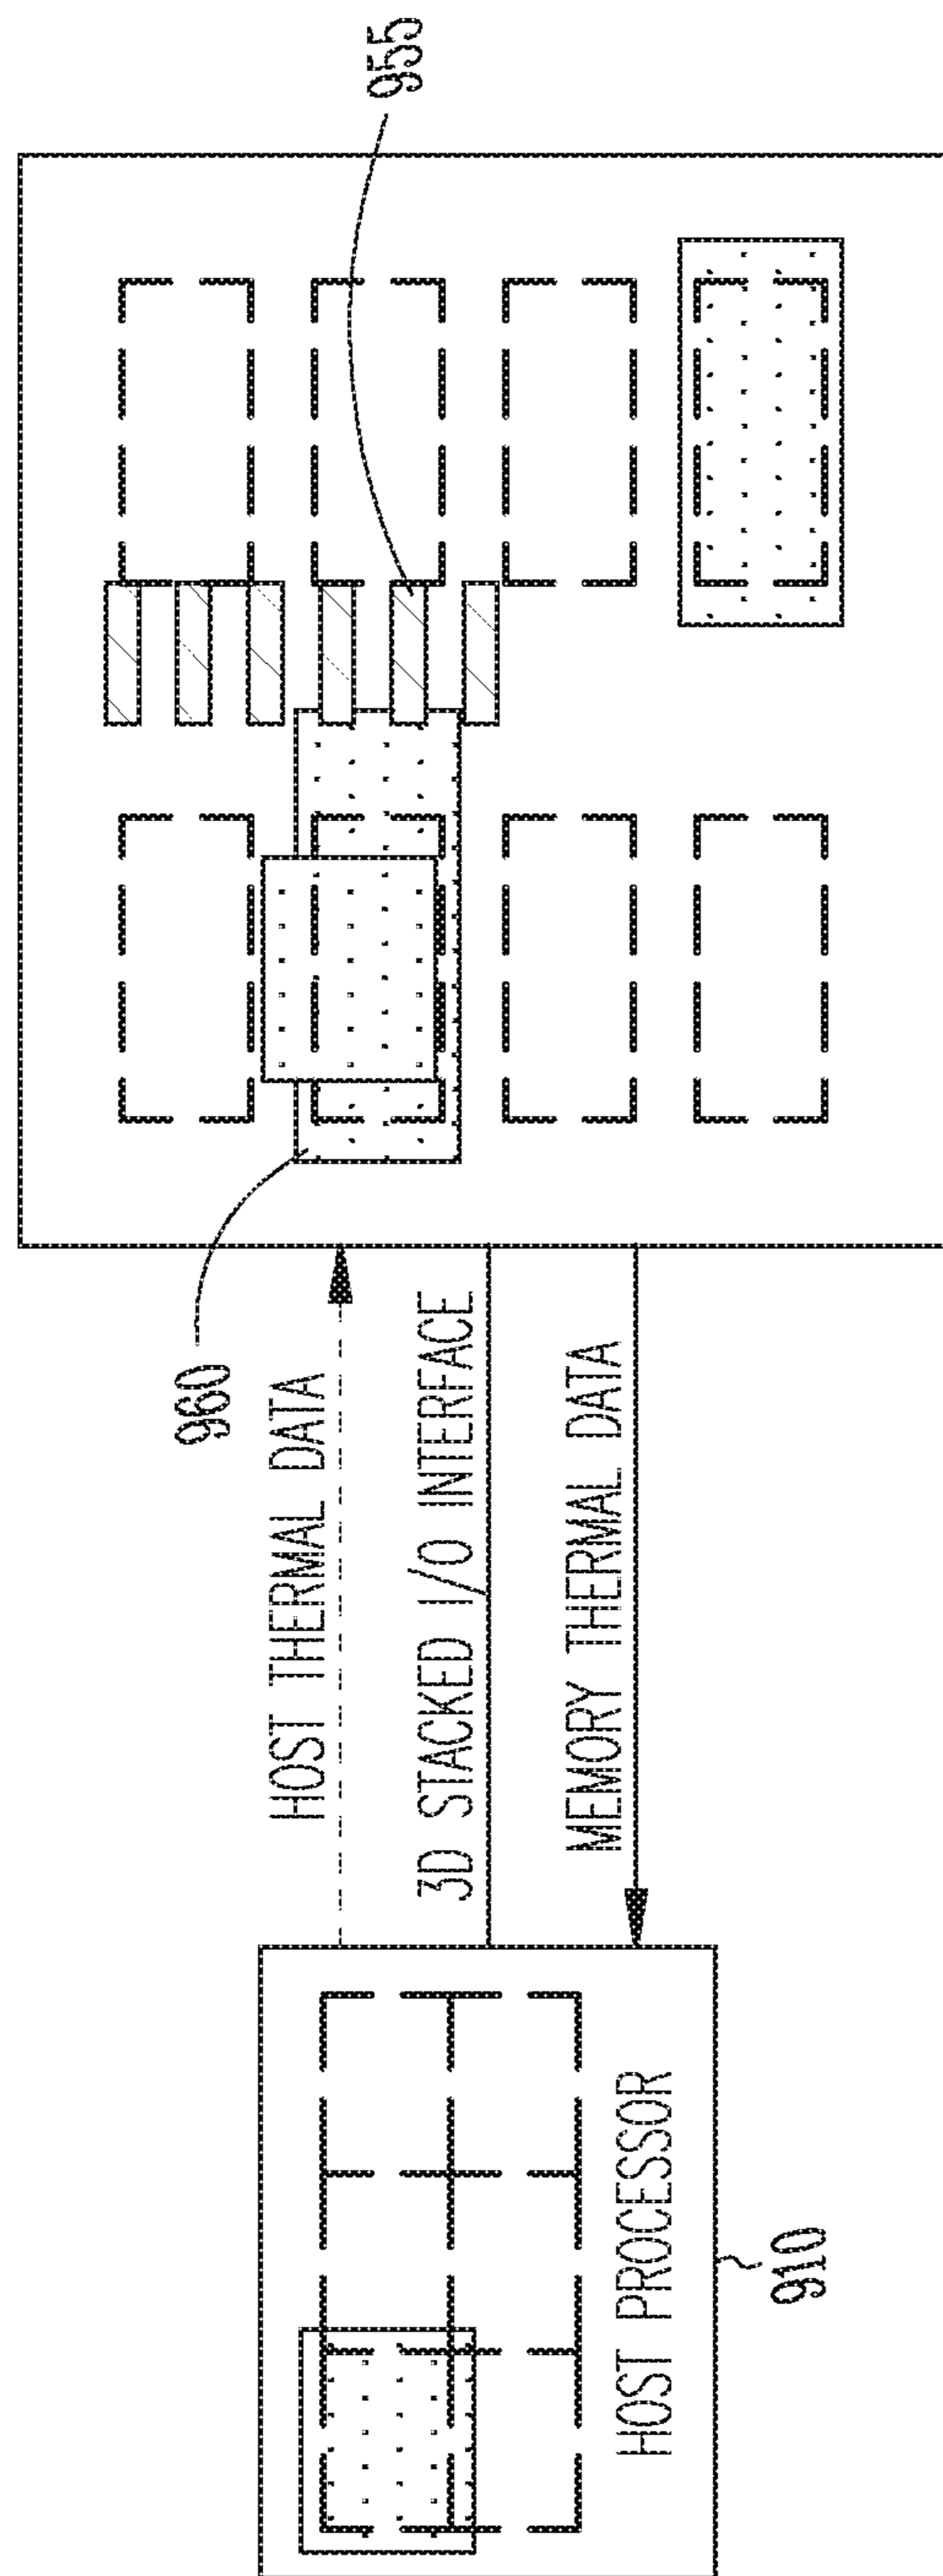 955
960
HOST THERMAL DATA
3D STACKED I/O INTERFACE
MEMORY THERMAL DATA
HOST PROCESSOR
910